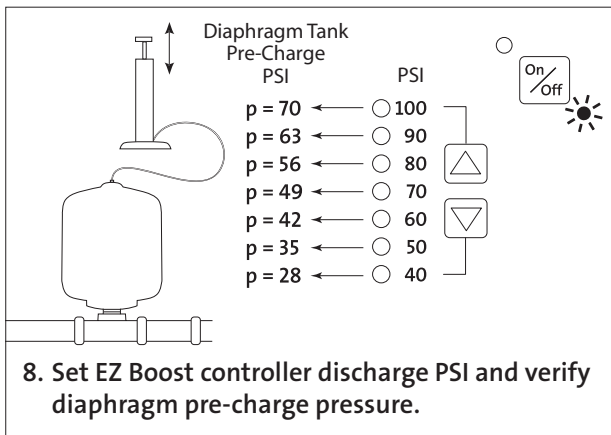 Diaphragm Tank
Pre-Charge
PSI PSI
p = 70 100
p = 63 90
p = 56 80
p = 49 70
p = 42 60
p = 35 50
p = 28 40
On/Off
8. Set EZ Boost controller discharge PSI and verify
diaphragm pre-charge pressure.